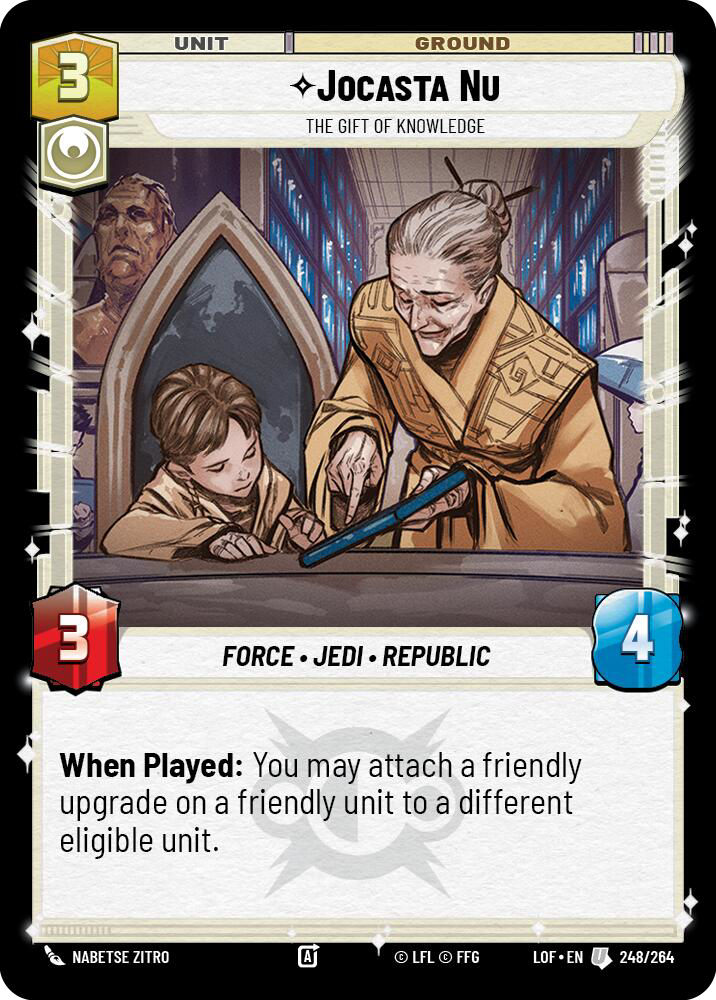 UNIT
GROUND
3
✧JOCASTA NU
THE GIFT OF KNOWLEDGE
3
FORCE • JEDI • REPUBLIC
4
When Played: You may attach a friendly
upgrade on a friendly unit to a different
eligible unit.
NABETSE ZITRO
A
© LFL © FFG
LOF • EN
U
248/264